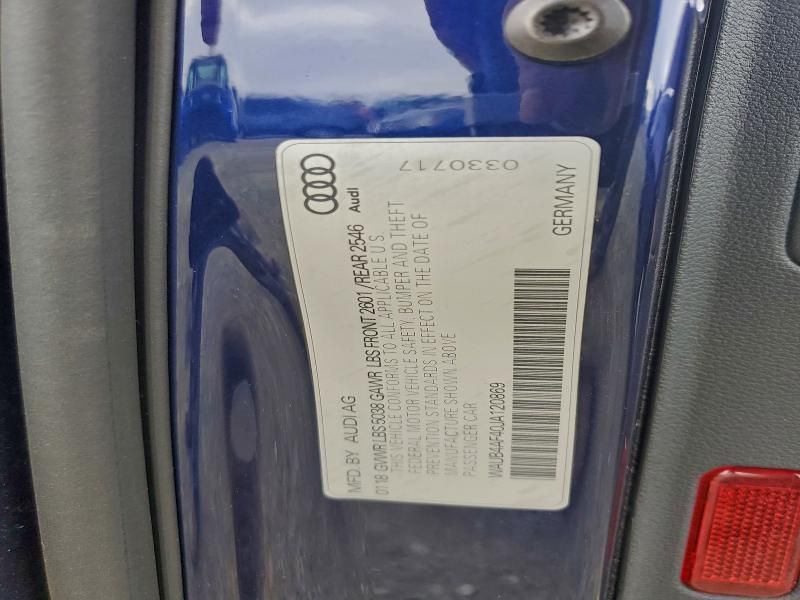 MFD. BY AUDI AG
0118 GVWR LBS 5038 GAWR LBS FRONT 2601 / REAR 2546
THIS VEHICLE CONFORMS TO ALL APPLICABLE U.S.
FEDERAL MOTOR VEHICLE SAFETY, BUMPER AND THEFT
PREVENTION STANDARDS IN EFFECT ON THE DATE OF
MANUFACTURE SHOWN ABOVE
PASSENGER CAR
WAUB4AF40JA120869
Audi
0330717
GERMANY